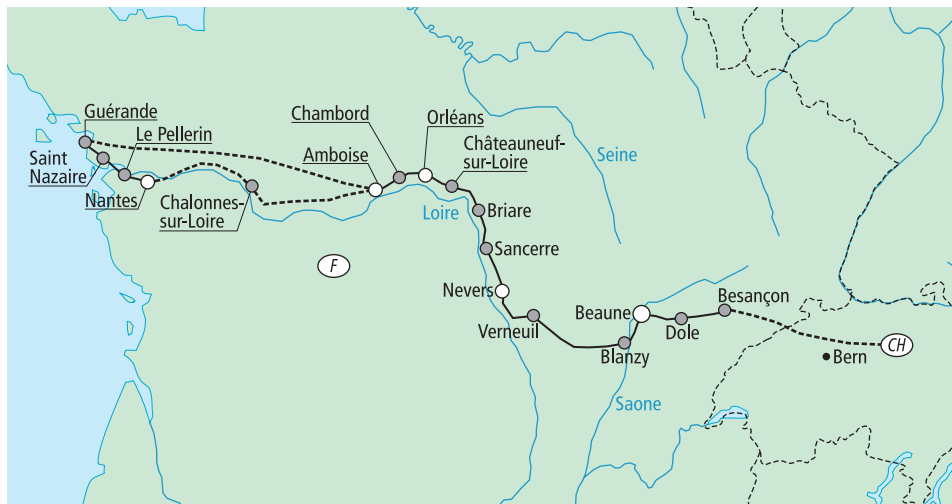 Guérande
Le Pellerin
Saint
Nazaire
Nantes
Chalonnes-
sur-Loire
Amboise
Chambord
Orléans
Châteauneuf-
sur-Loire
Loire
Seine
Briare
Sancerre
F
Nevers
Verneuil
Beaune
Blanzy
Dole
Besançon
Saone
Bern
CH